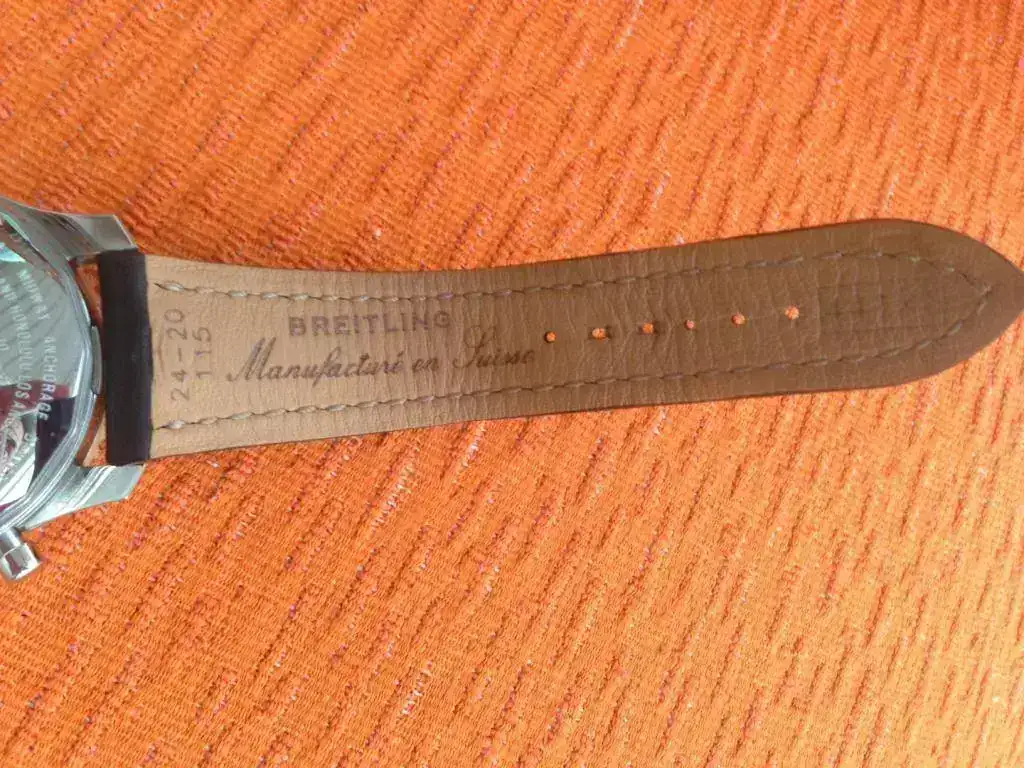 BREITLING
Manufacturé en Suisse
24-20
115
ANCHORAGE